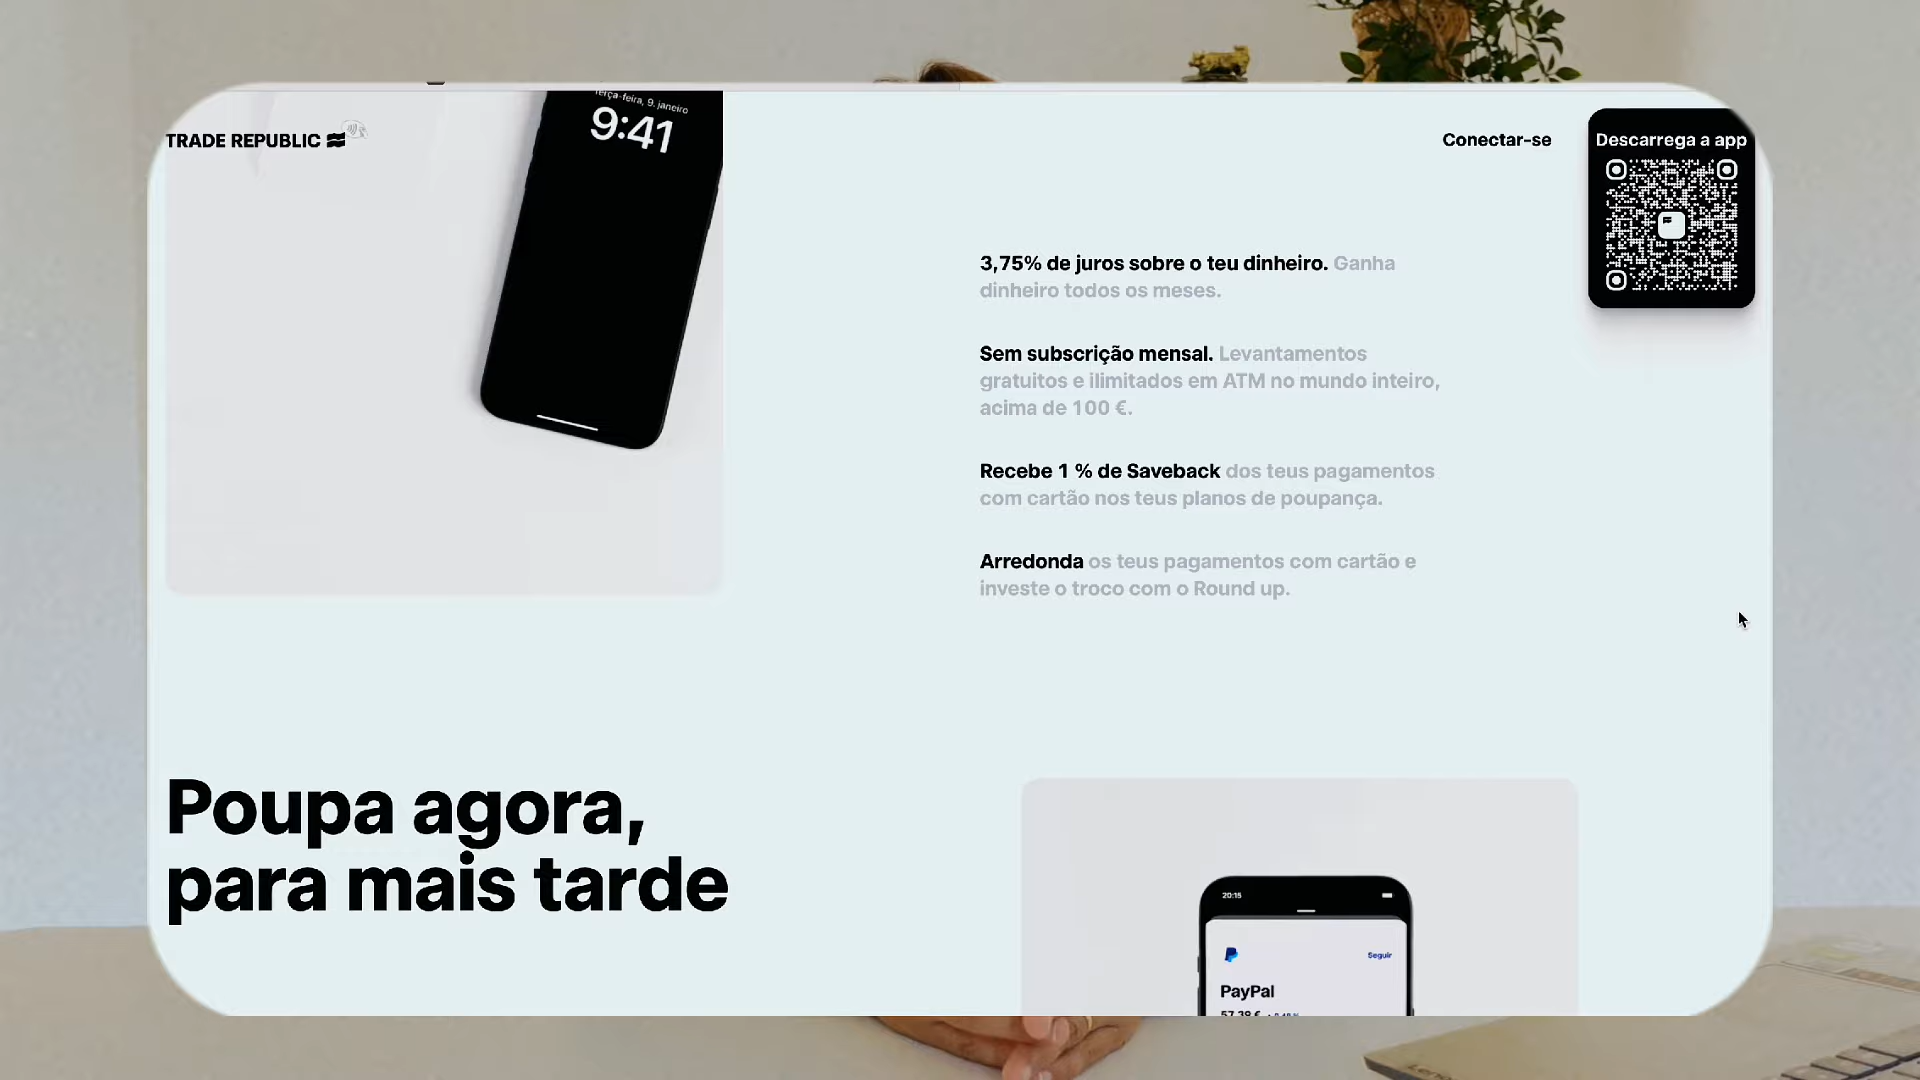 TRADE REPUBLIC
terça-feira, 9. janeiro
9:41
Conectar-se
Descarrega a app
3,75% de juros sobre o teu dinheiro. Ganha
dinheiro todos os meses.
Sem subscrição mensal. Levantamentos
gratuitos e ilimitados em ATM no mundo inteiro,
acima de 100 €.
Recebe 1 % de Saveback dos teus pagamentos
com cartão nos teus planos de poupança.
Arredonda os teus pagamentos com cartão e
investe o troco com o Round up.
Poupa agora,
para mais tarde
20:15
Seguir
PayPal
57,39 €